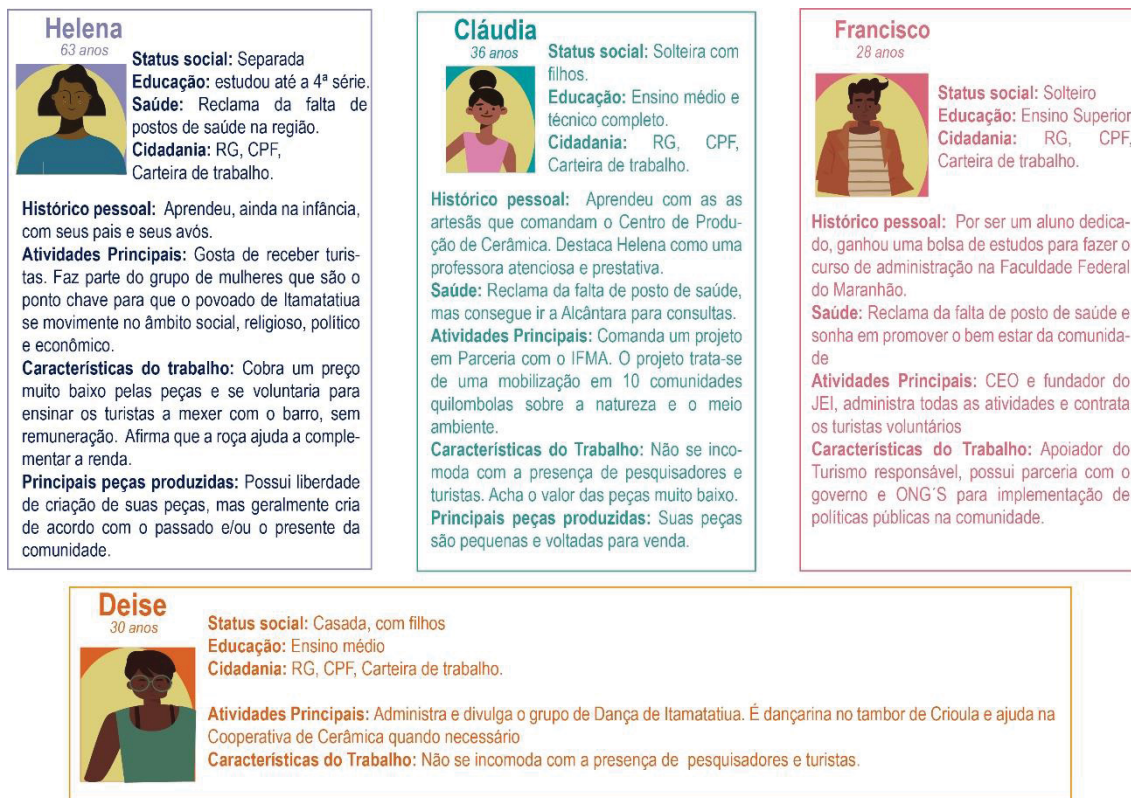 Helena
63 anos
Status social: Separada
Educação: estudou até a 4ª série.
Saúde: Reclama da falta de
postos de saúde na região.
Cidadania: RG, CPF,
Carteira de trabalho.
Histórico pessoal: Aprendeu, ainda na infância,
com seus pais e seus avós.
Atividades Principais: Gosta de receber turis-
tas. Faz parte do grupo de mulheres que são o
ponto chave para que o povoado de Itamatatiua
se movimente no âmbito social, religioso, político
e econômico.
Características do trabalho: Cobra um preço
muito baixo pelas peças e se voluntaria para
ensinar os turistas a mexer com o barro, sem
remuneração. Afirma que a roça ajuda a comple-
mentar a renda.
Principais peças produzidas: Possui liberdade
de criação de suas peças, mas geralmente cria
de acordo com o passado e/ou o presente da
comunidade.
Cláudia
36 anos
Status social: Solteira com
filhos.
Educação: Ensino médio e
técnico completo.
Cidadania: RG, CPF,
Carteira de trabalho.
Histórico pessoal: Aprendeu com as as
artesãs que comandam o Centro de Produ-
ção de Cerâmica. Destaca Helena como uma
professora atenciosa e prestativa.
Saúde: Reclama da falta de posto de saúde,
mas consegue ir a Alcântara para consultas.
Atividades Principais: Comanda um projeto
em Parceria com o IFMA. O projeto trata-se
de uma mobilização em 10 comunidades
quilombolas sobre a natureza e o meio
ambiente.
Características do Trabalho: Não se inco-
moda com a presença de pesquisadores e
turistas. Acha o valor das peças muito baixo.
Principais peças produzidas: Suas peças
são pequenas e voltadas para venda.
Francisco
28 anos
Status social: Solteiro
Educação: Ensino Superior
Cidadania: RG, CPF,
Carteira de trabalho.
Histórico pessoal: Por ser um aluno dedica-
do, ganhou uma bolsa de estudos para fazer o
curso de administração na Faculdade Federal
do Maranhão.
Saúde: Reclama da falta de posto de saúde e
sonha em promover o bem estar da comunida-
de
Atividades Principais: CEO e fundador do
JEI, administra todas as atividades e contrata
os turistas voluntários
Características do Trabalho: Apoiador do
Turismo responsável, possui parceria com o
governo e ONG´S para implementação de
políticas públicas na comunidade.
Deise
30 anos
Status social: Casada, com filhos
Educação: Ensino médio
Cidadania: RG, CPF, Carteira de trabalho.
Atividades Principais: Administra e divulga o grupo de Dança de Itamatatiua. É dançarina no tambor de Crioula e ajuda na
Cooperativa de Cerâmica quando necessário
Características do Trabalho: Não se incomoda com a presença de pesquisadores e turistas.